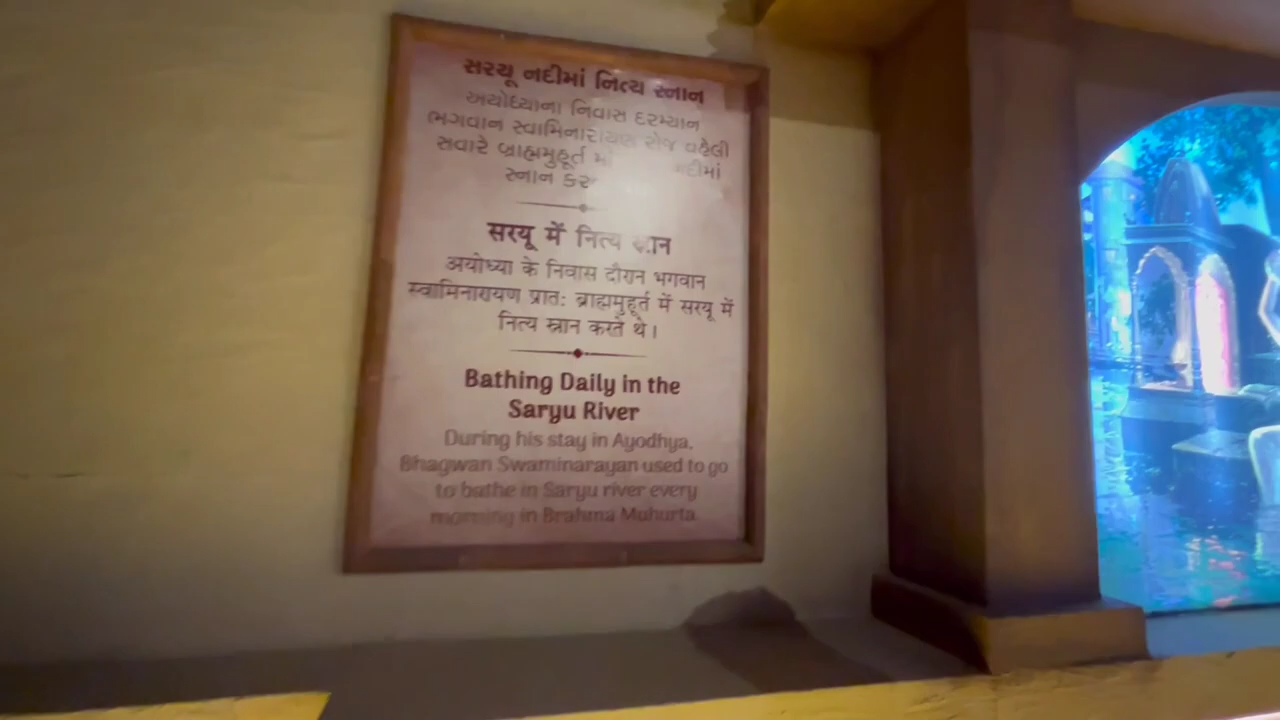 સરયૂ નદીમાં નિત્ય સ્નાન
અયોધ્યાના નિવાસ દરમ્યાન
ભગવાન સ્વામિનારાયણ રોજ વહેલી
સવારે બ્રાહ્મમુહૂર્ત માં નદીમાં
સ્નાન
सरयू में नित्य स्नान
अयोध्या के निवास दौरान भगवान
स्वामिनारायण प्रातः ब्राह्ममुहूर्त में सरयू में
नित्य स्नान करते थे।
Bathing Daily in the
Saryu River
During his stay in Ayodhya,
Bhagwan Swaminarayan used to go
to bathe in Saryu river every
morning in Brahma Muhurta.